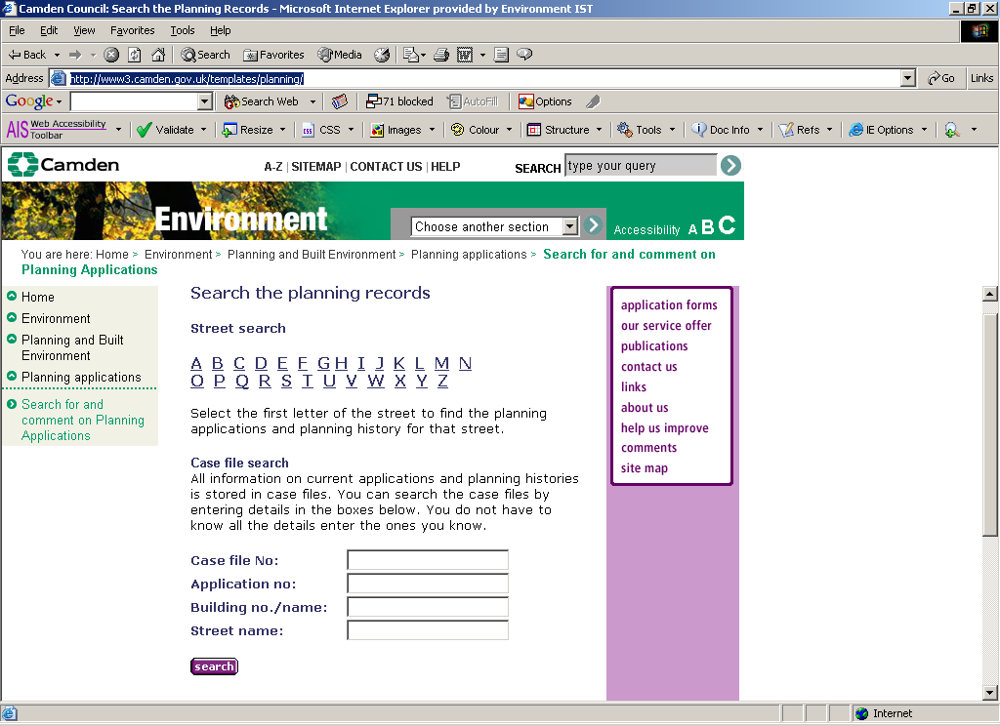 Camden Council: Search the Planning Records - Microsoft Internet Explorer provided by Environment IST
File Edit View Favorites Tools Help
Back Search Favorites Media
Address http://www3.camden.gov.uk/templates/planning/ Go Links
Google Search Web 71 blocked AutoFill Options
AIS Web Accessibility Toolbar Validate Resize CSS Images Colour Structure Tools Doc Info Refs IE Options
Camden A-Z | SITEMAP | CONTACT US | HELP SEARCH type your query
Environment Choose another section Accessibility A B C
You are here: Home > Environment > Planning and Built Environment > Planning applications > Search for and comment on
Planning Applications
Home
Environment
Planning and Built
Environment
Planning applications
Search for and
comment on Planning
Applications
Search the planning records
Street search
A B C D E F G H I J K L M N
O P Q R S T U V W X Y Z
Select the first letter of the street to find the planning
applications and planning history for that street.
Case file search
All information on current applications and planning histories
is stored in case files. You can search the case files by
entering details in the boxes below. You do not have to
know all the details enter the ones you know.
Case file No:
Application no:
Building no./name:
Street name:
search
application forms
our service offer
publications
contact us
links
about us
help us improve
comments
site map
Internet